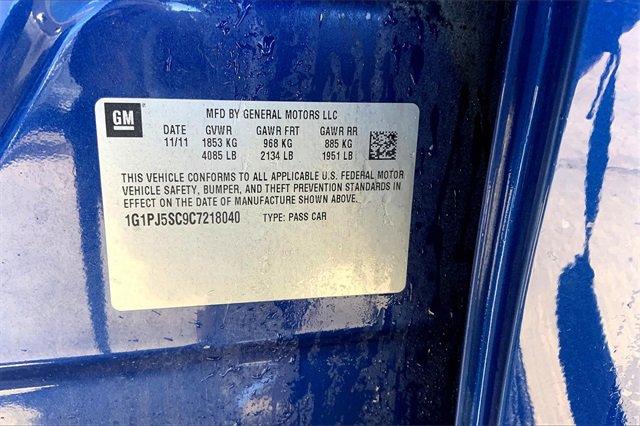 GM MFD BY GENERAL MOTORS LLC
DATE GVWR GAWR FRT GAWR RR
11/11 1853 KG 968 KG 885 KG
4085 LB 2134 LB 1951 LB
THIS VEHICLE CONFORMS TO ALL APPLICABLE U.S. FEDERAL MOTOR
VEHICLE SAFETY, BUMPER, AND THEFT PREVENTION STANDARDS IN
EFFECT ON THE DATE OF MANUFACTURE SHOWN ABOVE.
1G1PJ5SC9C7218040 TYPE: PASS CAR